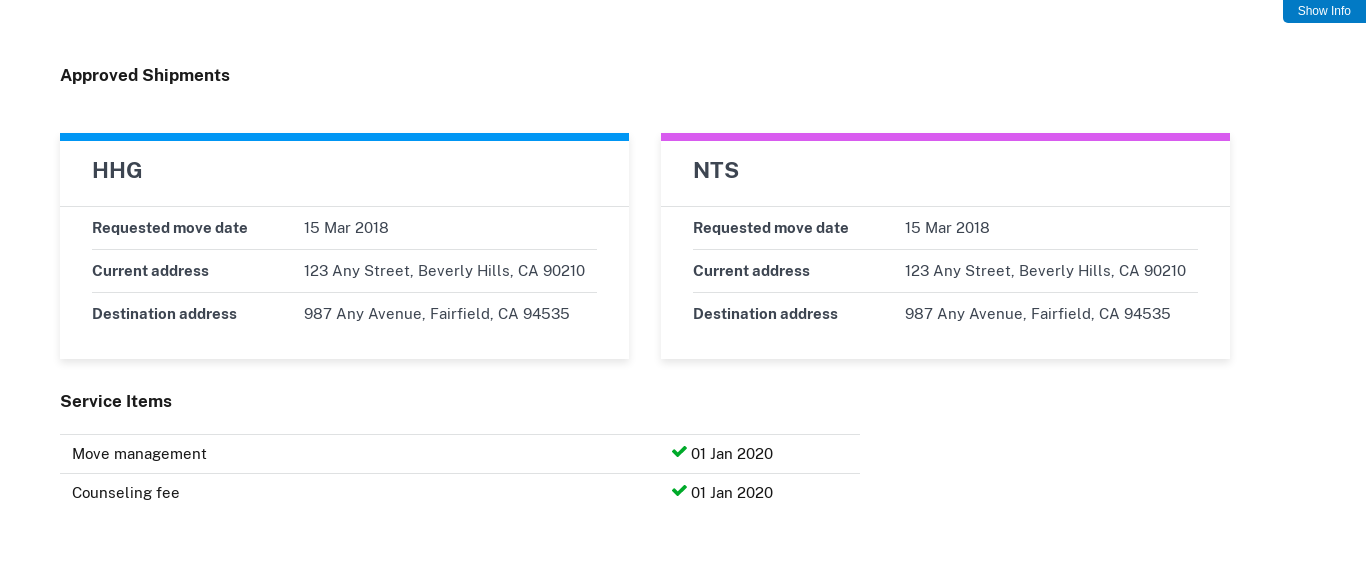 Show Info
Approved Shipments
HHG
Requested move date 15 Mar 2018
Current address 123 Any Street, Beverly Hills, CA 90210
Destination address 987 Any Avenue, Fairfield, CA 94535
NTS
Requested move date 15 Mar 2018
Current address 123 Any Street, Beverly Hills, CA 90210
Destination address 987 Any Avenue, Fairfield, CA 94535
Service Items
Move management 01 Jan 2020
Counseling fee 01 Jan 2020